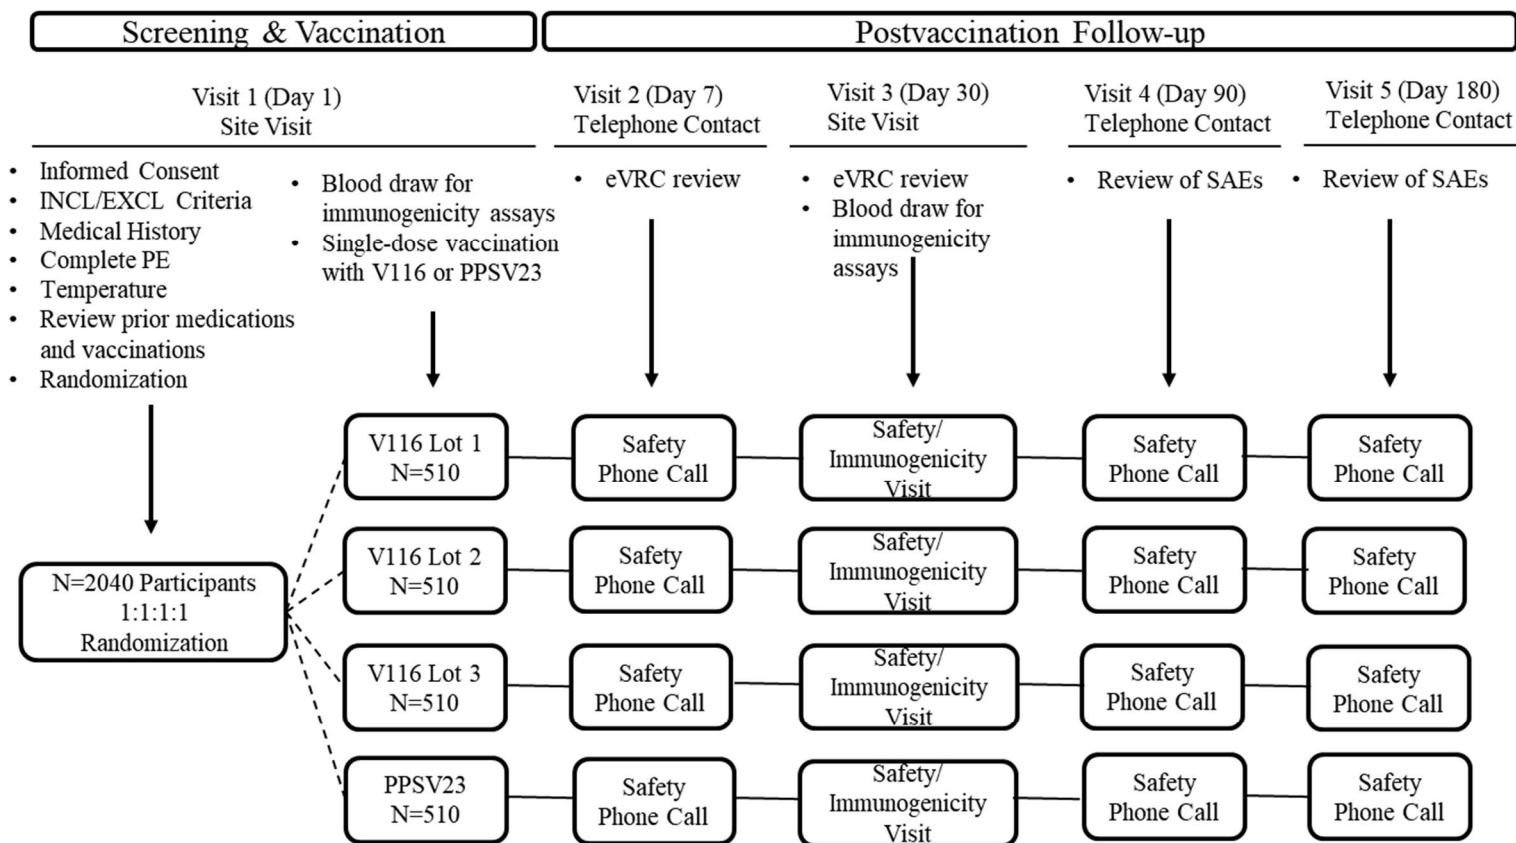 Screening & Vaccination
Postvaccination Follow-up
Visit 1 (Day 1)
Site Visit
Visit 2 (Day 7)
Telephone Contact
Visit 3 (Day 30)
Site Visit
Visit 4 (Day 90)
Telephone Contact
Visit 5 (Day 180)
Telephone Contact
• Informed Consent
• INCL/EXCL Criteria
• Medical History
• Complete PE
• Temperature
• Review prior medications
and vaccinations
• Randomization
• Blood draw for
immunogenicity assays
• Single-dose vaccination
with V116 or PPSV23
• eVRC review
• eVRC review
• Blood draw for
immunogenicity
assays
• Review of SAEs
• Review of SAEs
N=2040 Participants
1:1:1:1
Randomization
V116 Lot 1
N=510
Safety
Phone Call
Safety/
Immunogenicity
Visit
Safety
Phone Call
Safety
Phone Call
V116 Lot 2
N=510
Safety
Phone Call
Safety/
Immunogenicity
Visit
Safety
Phone Call
Safety
Phone Call
V116 Lot 3
N=510
Safety
Phone Call
Safety/
Immunogenicity
Visit
Safety
Phone Call
Safety
Phone Call
PPSV23
N=510
Safety
Phone Call
Safety/
Immunogenicity
Visit
Safety
Phone Call
Safety
Phone Call